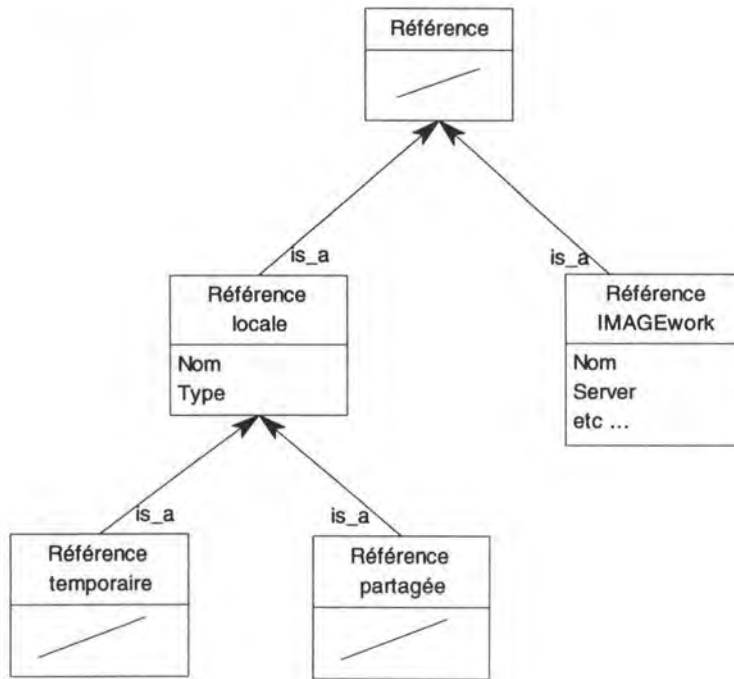 Référence
is_a
is_a
Référence
locale
Nom
Type
Référence
IMAGEwork
Nom
Server
etc ...
is_a
is_a
Référence
temporaire
Référence
partagée